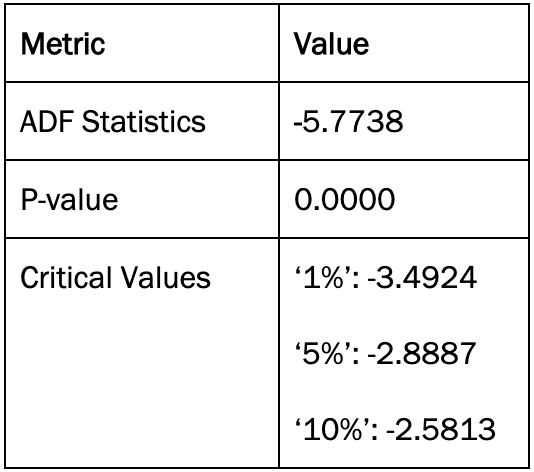 Metric Value
ADF Statistics -5.7738
P-value 0.0000
Critical Values ‘1%’: -3.4924
‘5%’: -2.8887
‘10%’: -2.5813